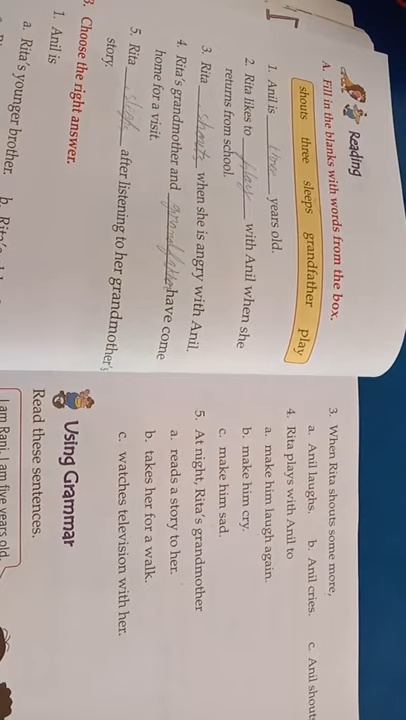 Reading
A. Fill in the blanks with words from the box.
shouts three sleeps grandfather play
1. Anil is three years old.
2. Rita likes to play with Anil when she
returns from school.
3. Rita shouts when she is angry with Anil.
4. Rita's grandmother and grandfather have come
home for a visit.
5. Rita sleeps after listening to her grandmother's
story.
B. Choose the right answer.
1. Anil is
a. Rita's younger brother. b.
3. When Rita shouts some more,
a. Anil laughs. b. Anil cries. c. Anil shouts
4. Rita plays with Anil to
a. make him laugh again.
b. make him cry.
c. make him sad.
5. At night, Rita's grandmother
a. reads a story to her.
b. takes her for a walk.
c. watches television with her.
Using Grammar
Read these sentences.
I am Rani. I am five years old.